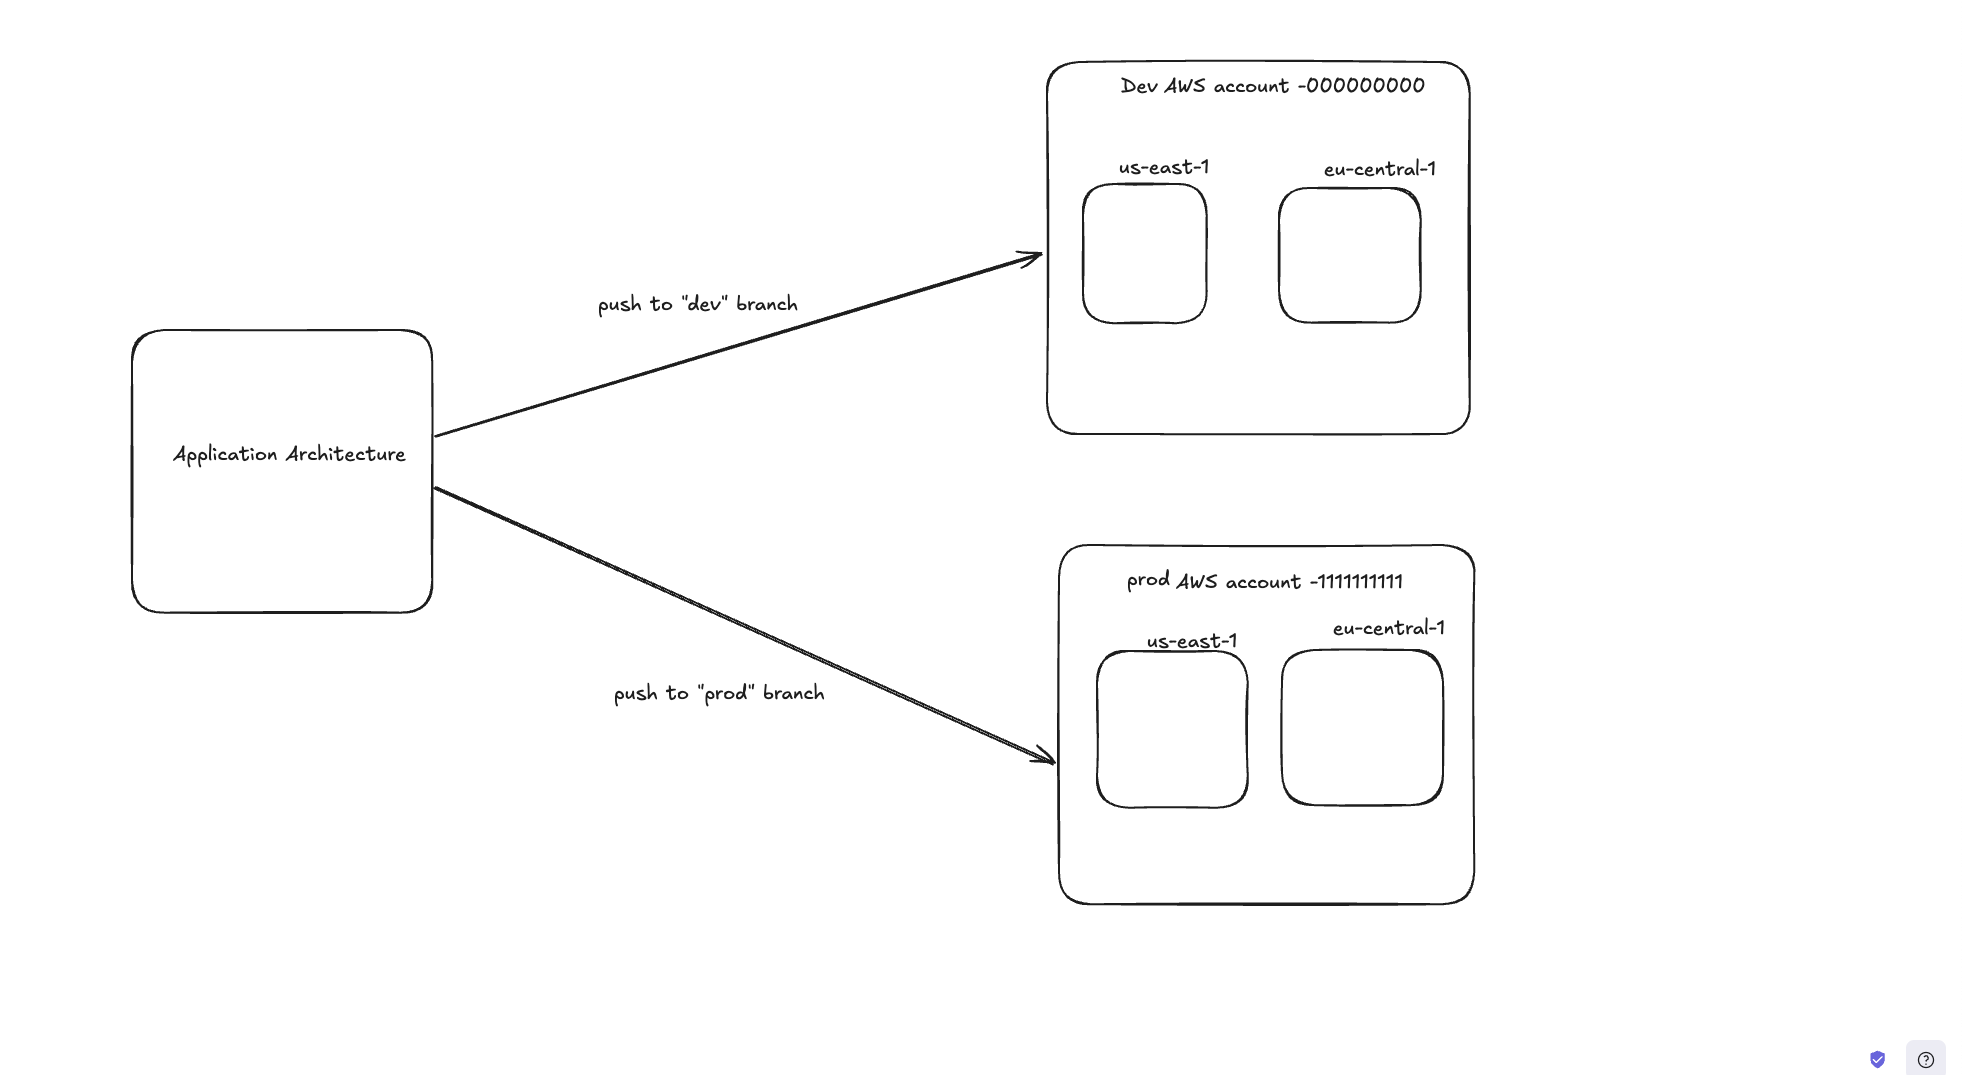 Dev AWS account -000000000
us-east-1
eu-central-1
push to "dev" branch
Application Architecture
push to "prod" branch
prod AWS account -1111111111
us-east-1
eu-central-1